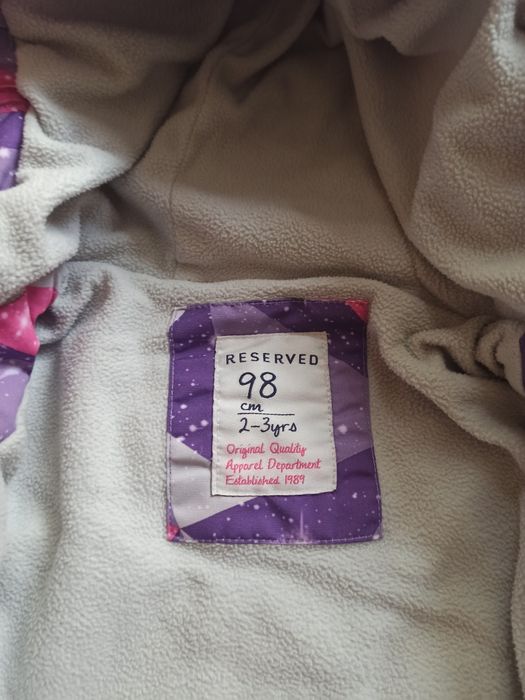 RESERVED
98
cm
2-3yrs
Original Quality
Apparel Department
Established 1989